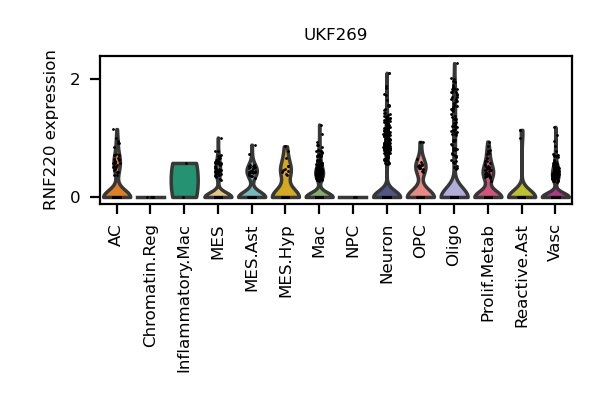 UKF269
RNF220 expression
2
0
AC
Chromatin.Reg
Inflammatory.Mac
MES
MES.Ast
MES.Hyp
Mac
NPC
Neuron
OPC
Oligo
Prolif.Metab
Reactive.Ast
Vasc